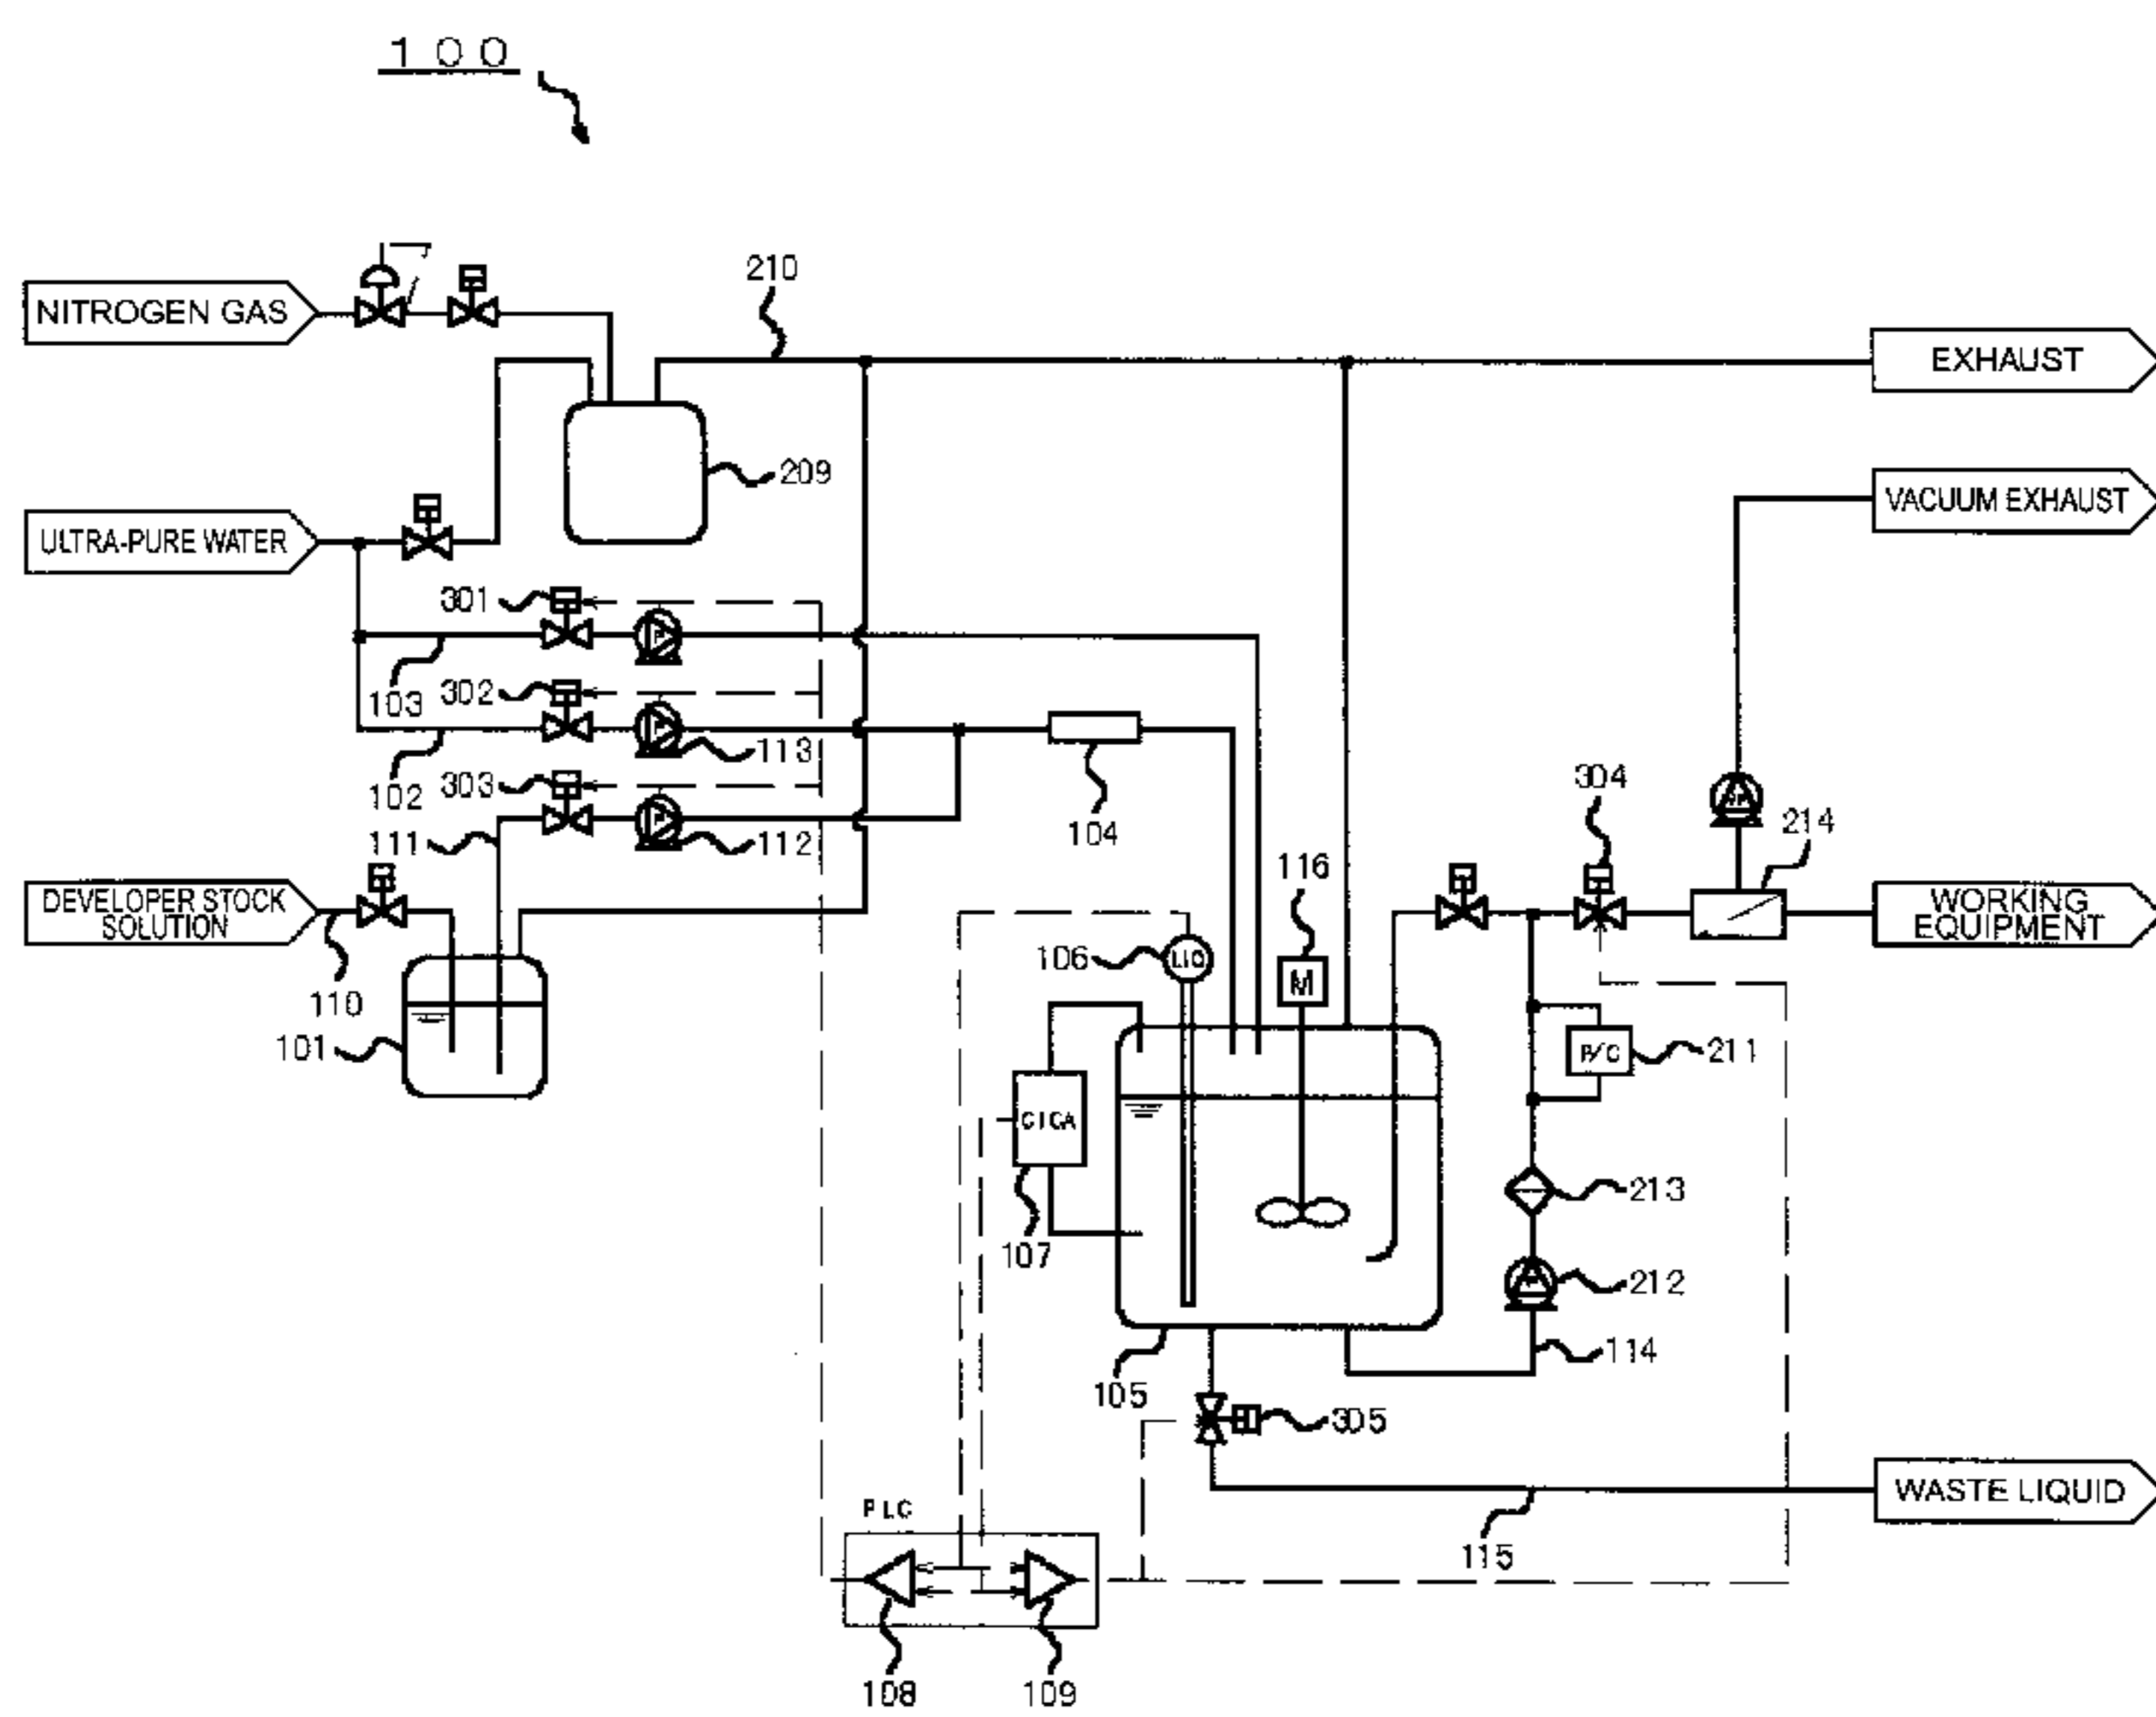 100
210
NITROGEN GAS
EXHAUST
209
VACUUM EXHAUST
ULTRA-PURE WATER
301
P
103
302
P
113
102
303
P
112
111
104
304
214
116
DEVELOPER STOCK
SOLUTION
WORKING
EQUIPMENT
106
LIC
M
110
101
P/C
211
CICA
213
107
212
114
105
305
PLC
WASTE LIQUID
115
108
109